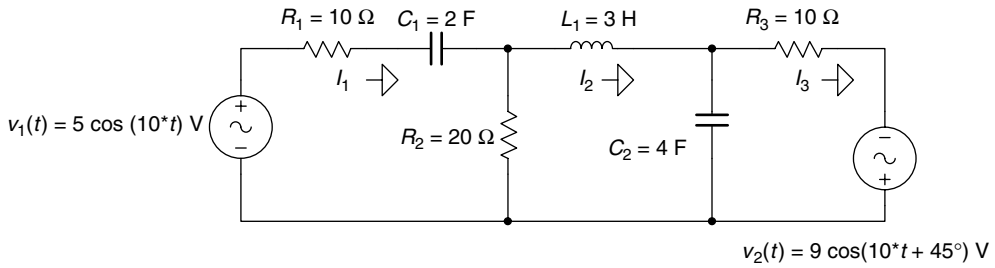 R₁ = 10 Ω
C₁ = 2 F
L₁ = 3 H
R₃ = 10 Ω
I₁
I₂
I₃
v₁(t) = 5 cos (10*t) V
+
−
R₂ = 20 Ω
C₂ = 4 F
−
+
v₂(t) = 9 cos(10*t + 45°) V